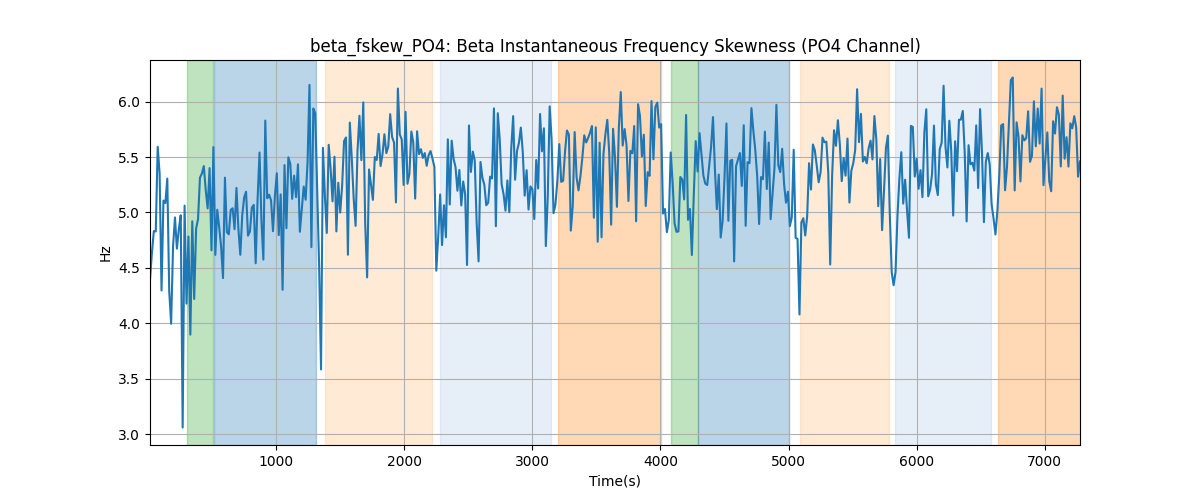 beta_fskew_PO4: Beta Instantaneous Frequency Skewness (PO4 Channel)
6.0
5.5
5.0
4.5
4.0
3.5
3.0
Hz
1000 2000 3000 4000 5000 6000 7000
Time(s)